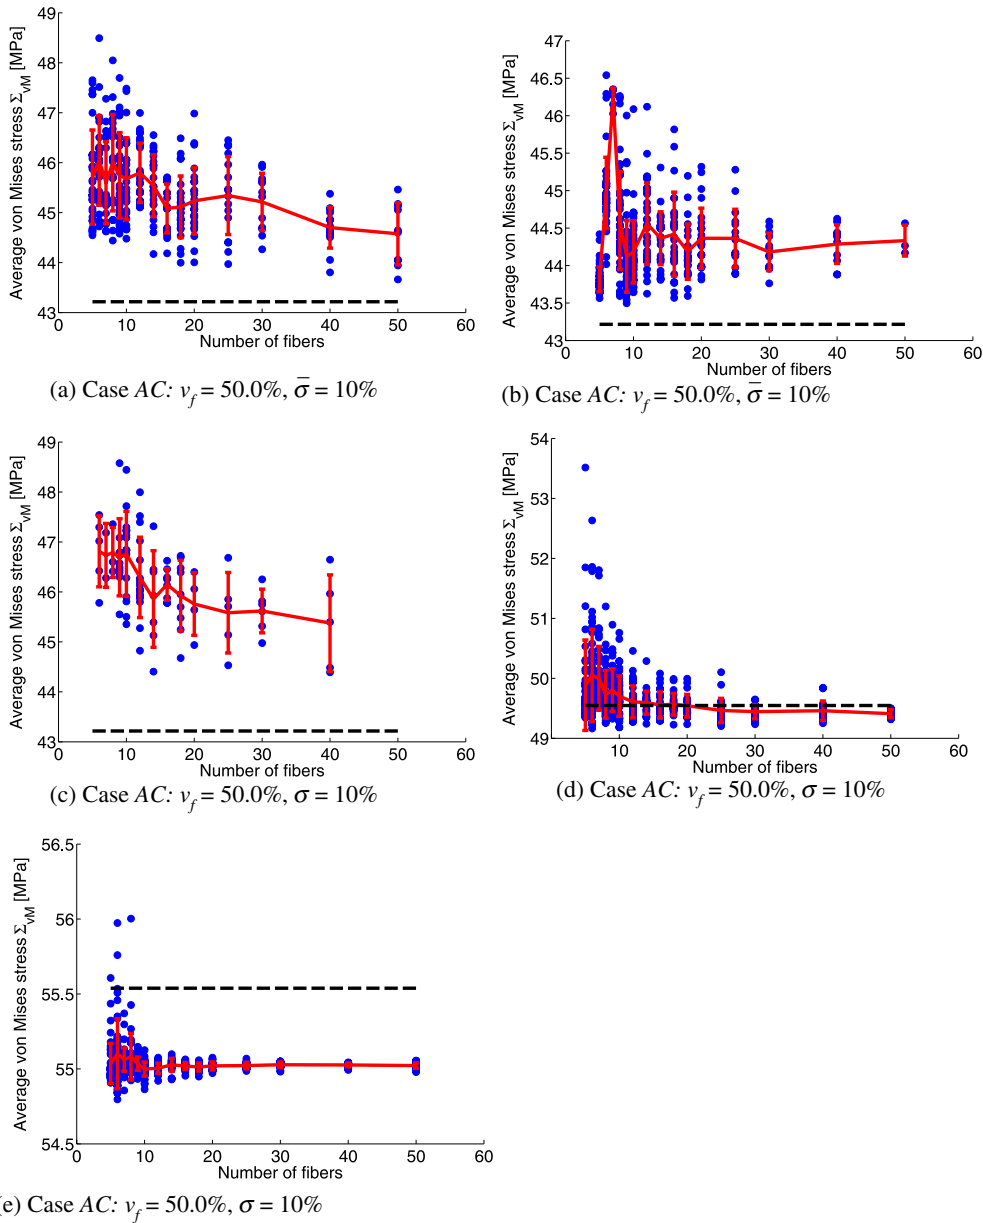 49
48
47
46
45
44
43
0 10 20 30 40 50 60
Number of fibers
Average von Mises stress Σ_vM [MPa]
(a) Case AC: v_f = 50.0%, σ̅ = 10%
47
46.5
46
45.5
45
44.5
44
43.5
43
0 10 20 30 40 50 60
Number of fibers
Average von Mises stress Σ_vM [MPa]
(b) Case AC: v_f = 50.0%, σ̅ = 10%
49
48
47
46
45
44
43
0 10 20 30 40 50 60
Number of fibers
Average von Mises stress Σ_vM [MPa]
(c) Case AC: v_f = 50.0%, σ = 10%
54
53
52
51
50
49
0 10 20 30 40 50 60
Number of fibers
Average von Mises stress Σ_vM [MPa]
(d) Case AC: v_f = 50.0%, σ = 10%
56.5
56
55.5
55
54.5
0 10 20 30 40 50 60
Number of fibers
Average von Mises stress Σ_vM [MPa]
(e) Case AC: v_f = 50.0%, σ = 10%